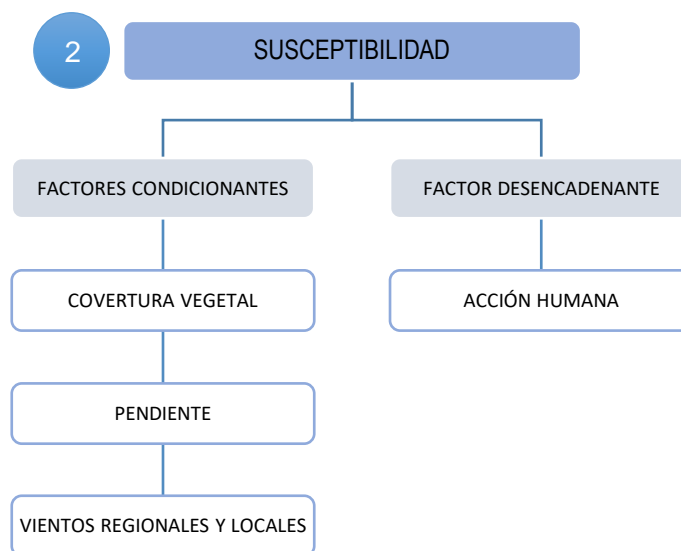 2
SUSCEPTIBILIDAD
FACTORES CONDICIONANTES
FACTOR DESENCADENANTE
COVERTURA VEGETAL
ACCIÓN HUMANA
PENDIENTE
VIENTOS REGIONALES Y LOCALES